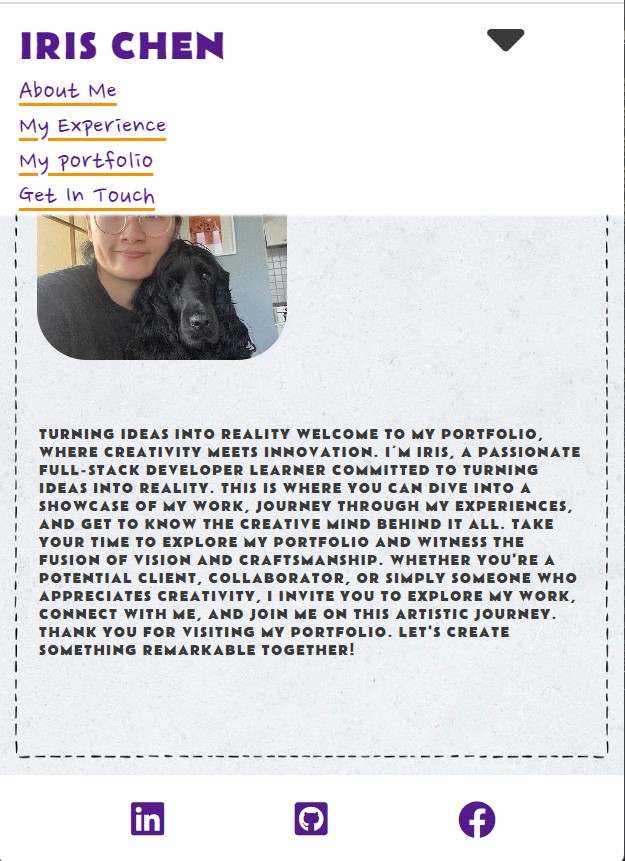 IRIS CHEN
About Me
My Experience
My portfolio
Get In Touch
TURNING IDEAS INTO REALITY WELCOME TO MY PORTFOLIO,
WHERE CREATIVITY MEETS INNOVATION. I'M IRIS, A PASSIONATE
FULL-STACK DEVELOPER LEARNER COMMITTED TO TURNING
IDEAS INTO REALITY. THIS IS WHERE YOU CAN DIVE INTO A
SHOWCASE OF MY WORK, JOURNEY THROUGH MY EXPERIENCES,
AND GET TO KNOW THE CREATIVE MIND BEHIND IT ALL. TAKE
YOUR TIME TO EXPLORE MY PORTFOLIO AND WITNESS THE
FUSION OF VISION AND CRAFTSMANSHIP. WHETHER YOU'RE A
POTENTIAL CLIENT, COLLABORATOR, OR SIMPLY SOMEONE WHO
APPRECIATES CREATIVITY, I INVITE YOU TO EXPLORE MY WORK,
CONNECT WITH ME, AND JOIN ME ON THIS ARTISTIC JOURNEY.
THANK YOU FOR VISITING MY PORTFOLIO. LET'S CREATE
SOMETHING REMARKABLE TOGETHER!
in
f